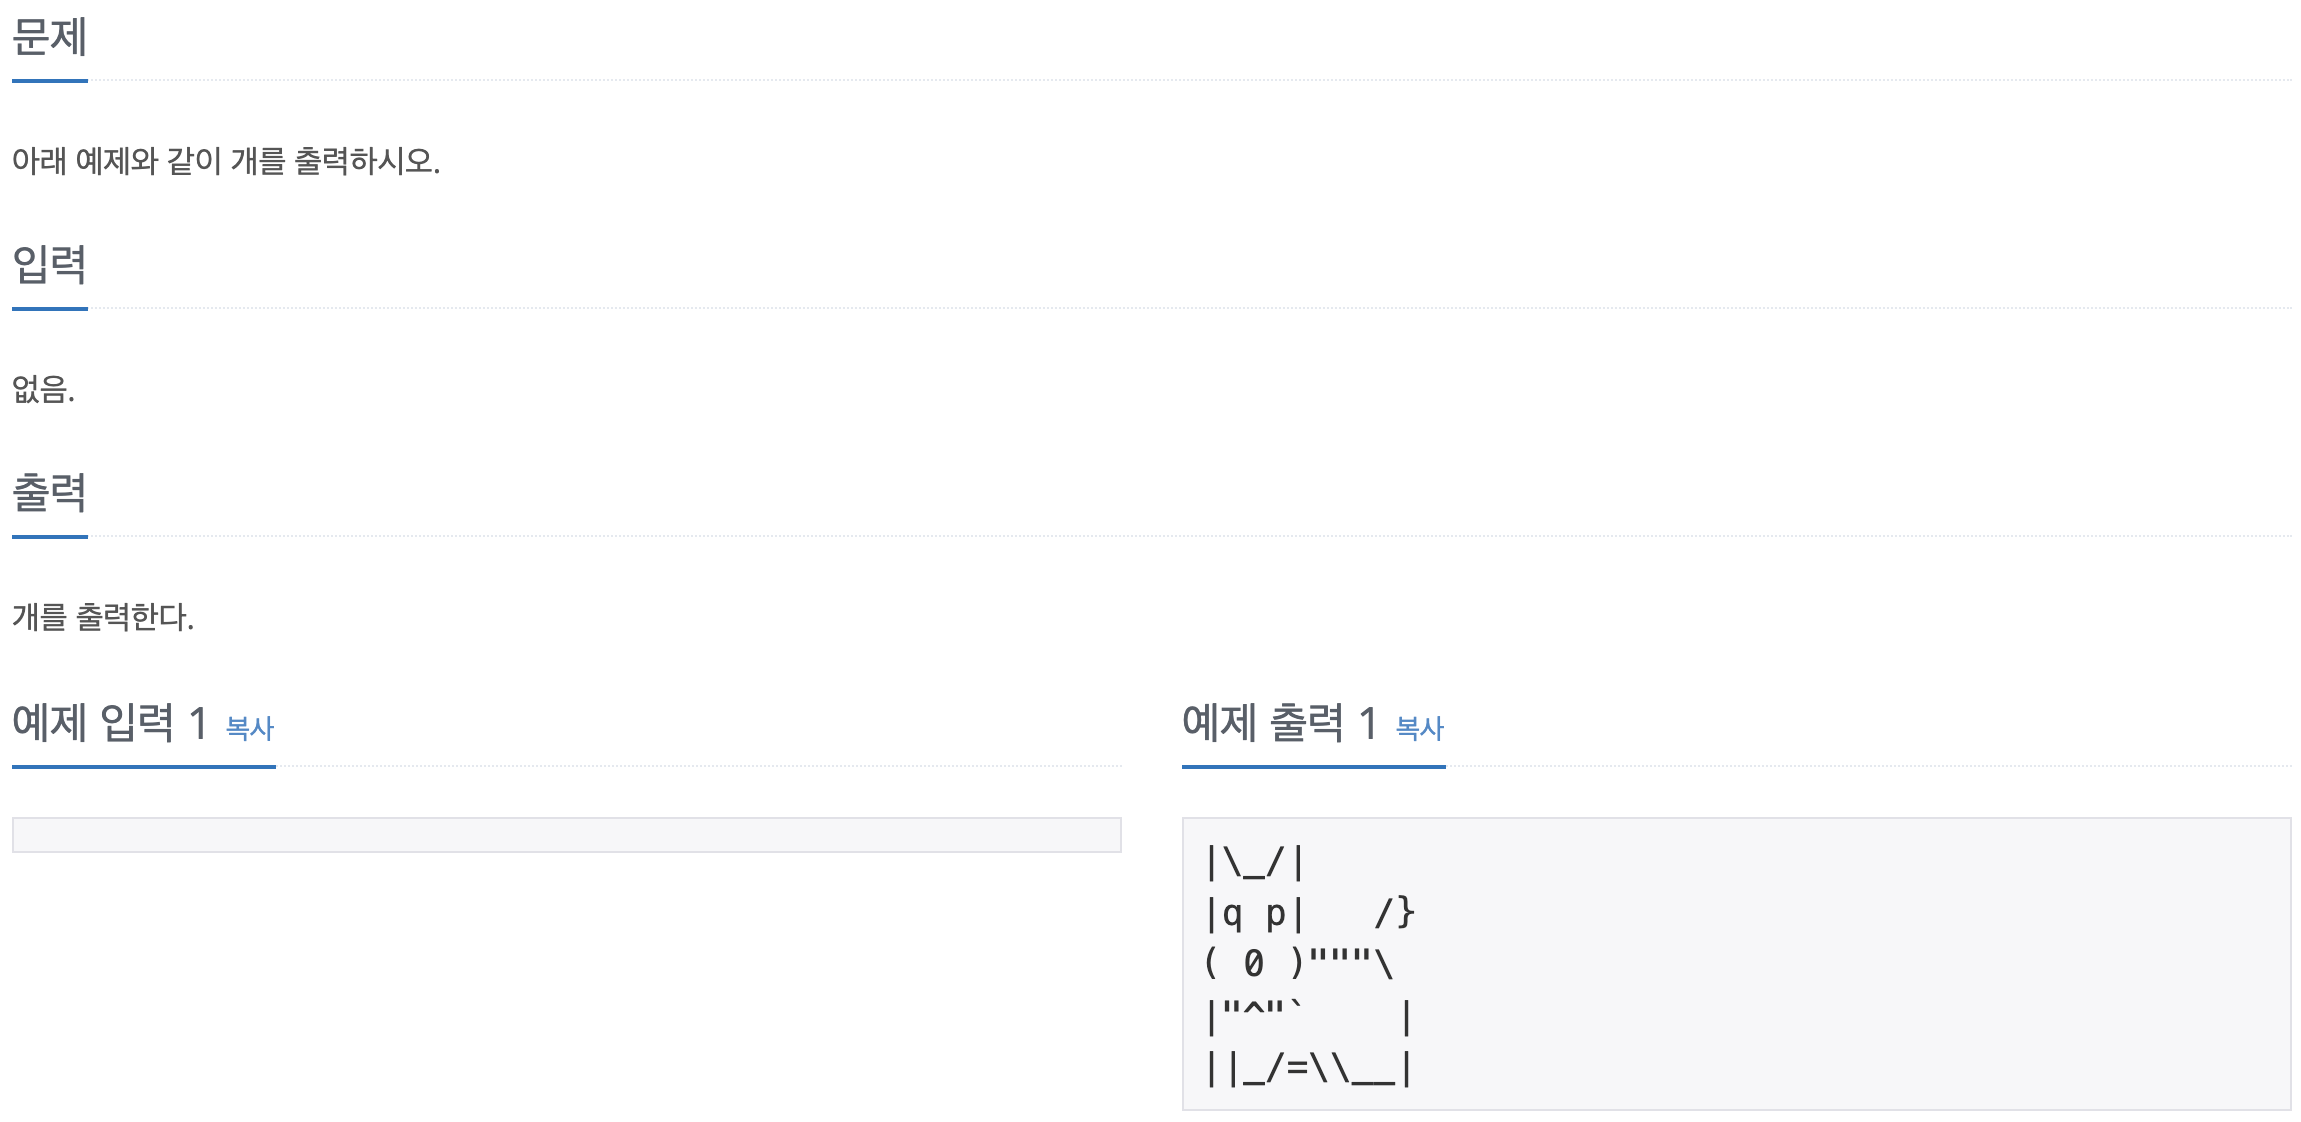 문제
아래 예제와 같이 개를 출력하시오.
입력
없음.
출력
개를 출력한다.
예제 입력 1 복사
예제 출력 1 복사
|\_/|
|q p|   /}
( 0 )"""\
|"^"`    |
||_/=\\__|